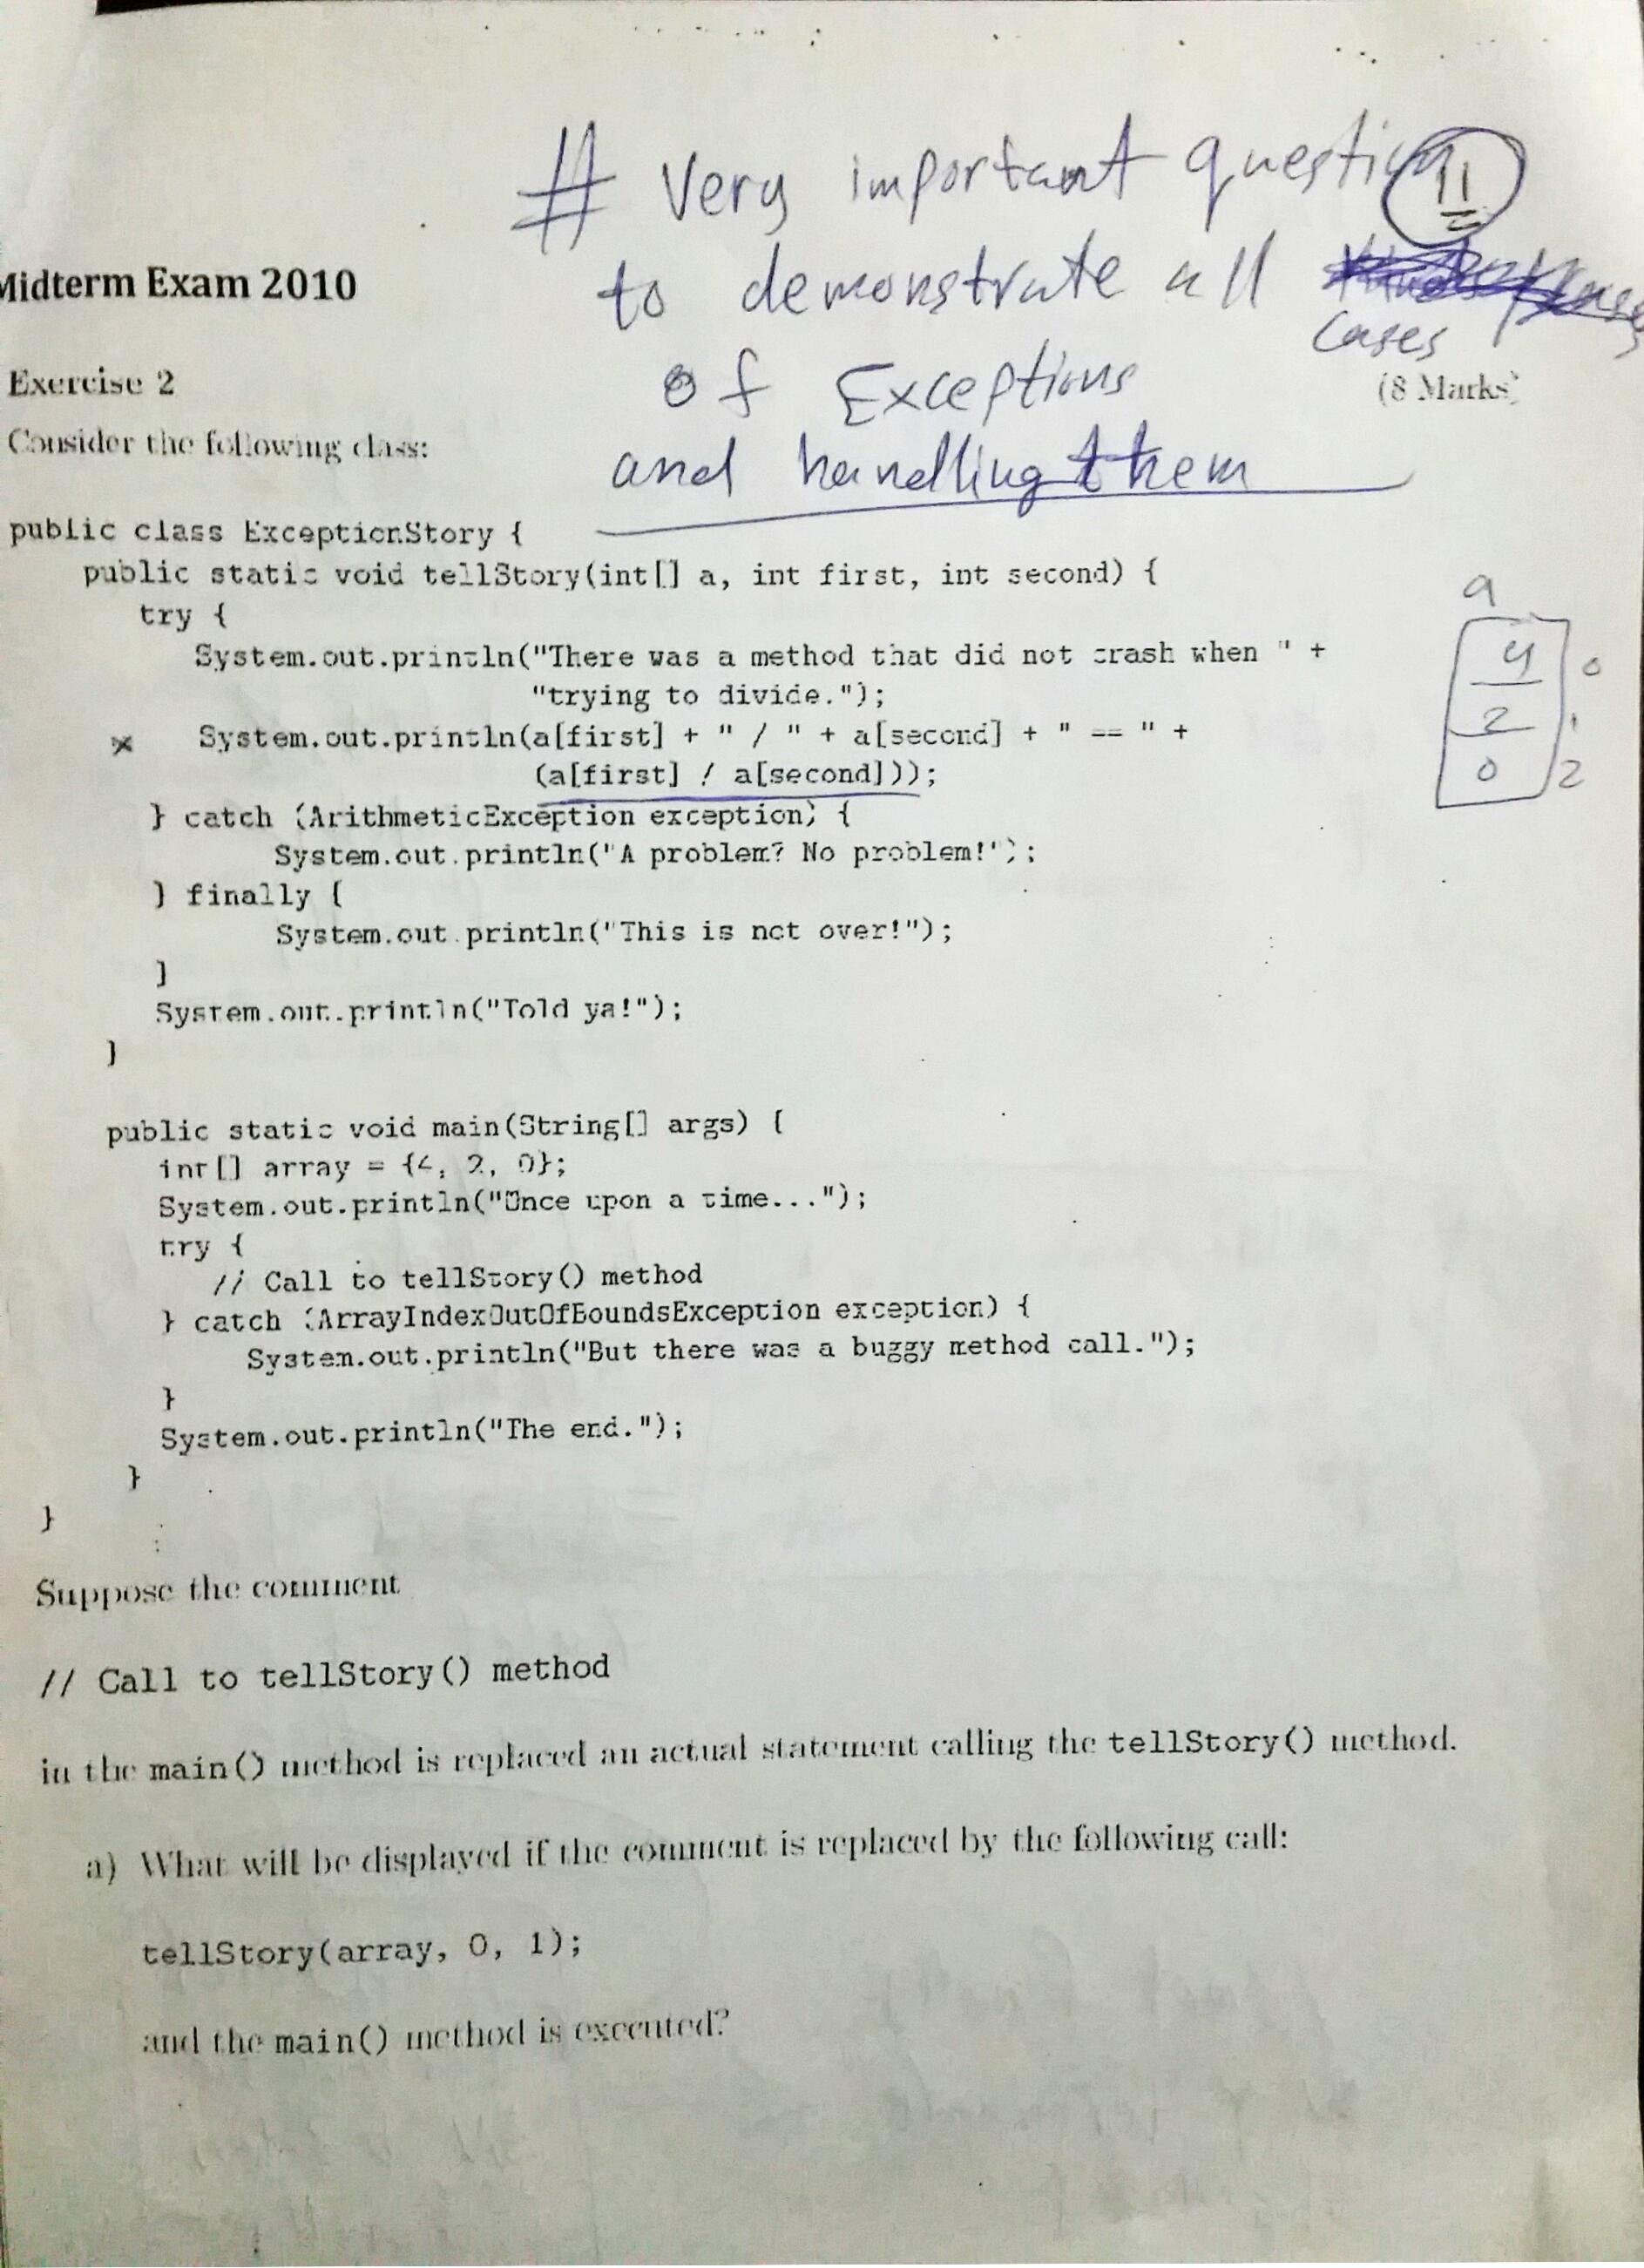 # Very important question 11
to demonstrate all
cases
of Exceptions
and handling them
Midterm Exam 2010
Exercise 2
(8 Marks)
Consider the following class:
public class ExceptionStory {
public static void tellStory(int[] a, int first, int second) {
try {
System.out.println("There was a method that did not crash when " +
"trying to divide.");
System.out.println(a[first] + " / " + a[second] + " == " +
(a[first] / a[second]));
} catch (ArithmeticException exception) {
System.out.println("A problem? No problem!");
} finally {
System.out.println("This is not over!");
}
System.out.println("Told ya!");
}
a
4 0
2 1
0 2
public static void main(String[] args) {
int[] array = {4, 2, 0};
System.out.println("Once upon a time...");
try {
// Call to tellStory() method
} catch (ArrayIndexOutOfBoundsException exception) {
System.out.println("But there was a buggy method call.");
}
System.out.println("The end.");
}
}
Suppose the comment
// Call to tellStory() method
in the main() method is replaced an actual statement calling the tellStory() method.
a) What will be displayed if the comment is replaced by the following call:
tellStory(array, 0, 1);
and the main() method is executed?